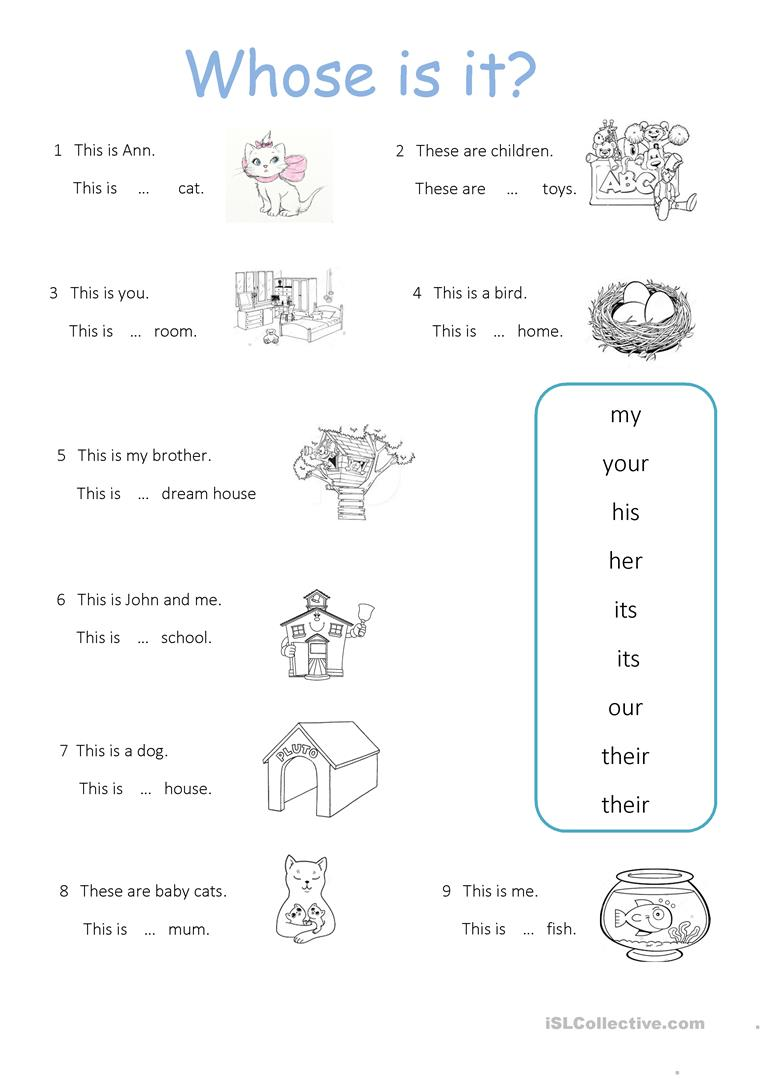 Whose is it?
1 This is Ann.
This is ... cat.
2 These are children.
These are ... toys.
ABC
3 This is you.
This is ... room.
4 This is a bird.
This is ... home.
5 This is my brother.
This is ... dream house
6 This is John and me.
This is ... school.
7 This is a dog.
This is ... house.
PLUTO
my
your
his
her
its
its
our
their
their
8 These are baby cats.
This is ... mum.
9 This is me.
This is ... fish.
iSLCollective.com